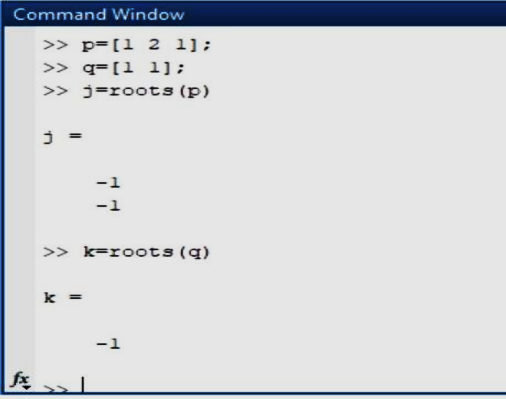 Command Window
>> p=[1 2 1];
>> q=[1 1];
>> j=roots(p)
j =
-1
-1
>> k=roots(q)
k =
-1
fx >>